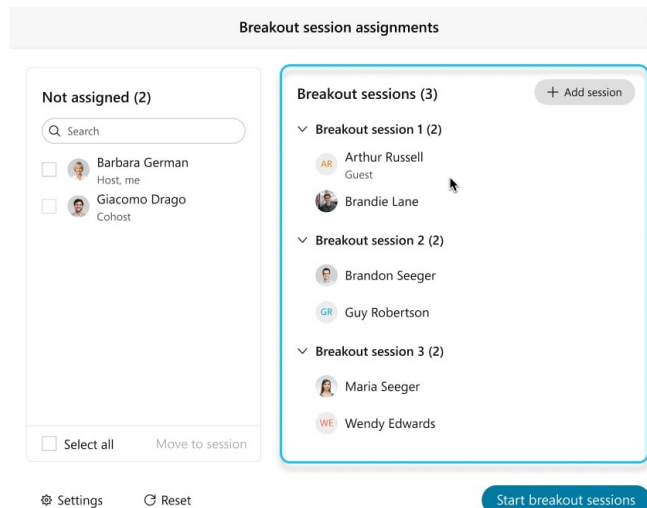 Breakout session assignments
Not assigned (2)
Search
Barbara German
Host, me
Giacomo Drago
Cohost
Select all
Move to session
Breakout sessions (3)
+ Add session
Breakout session 1 (2)
AR
Arthur Russell
Guest
Brandie Lane
Breakout session 2 (2)
Brandon Seeger
GR
Guy Robertson
Breakout session 3 (2)
Maria Seeger
WE
Wendy Edwards
Settings
Reset
Start breakout sessions